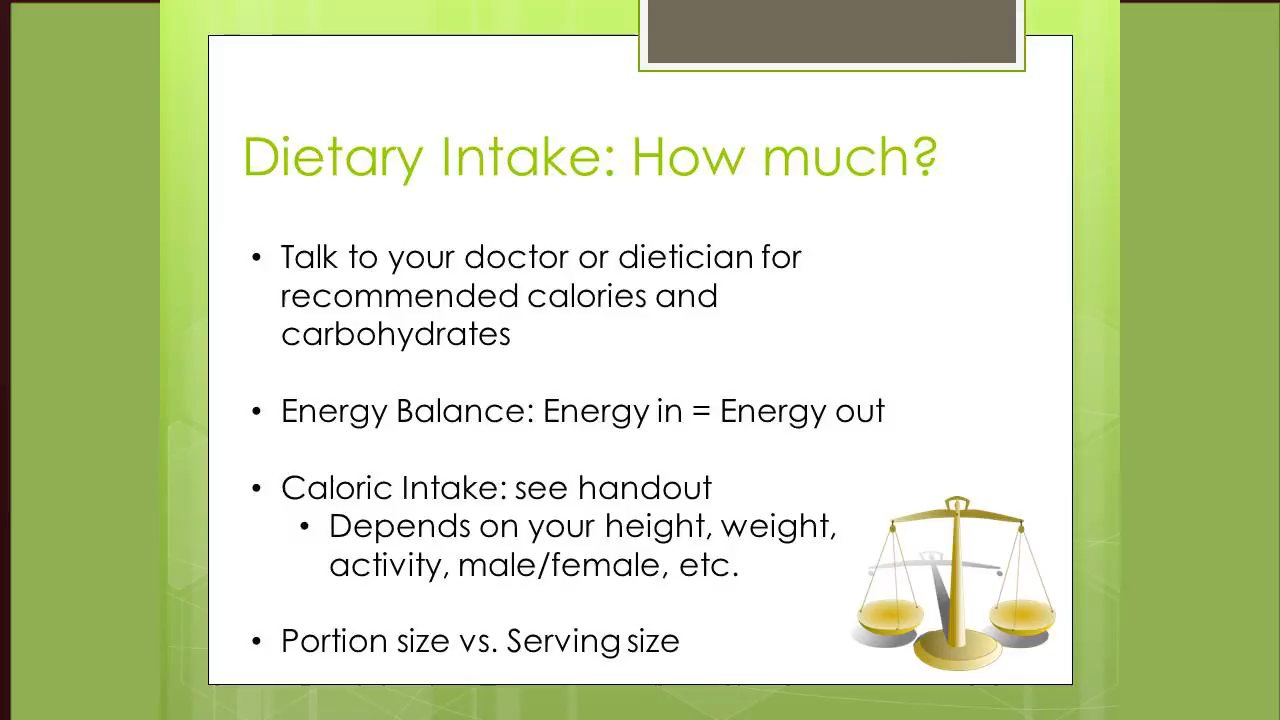 Dietary Intake: How much?
• Talk to your doctor or dietician for
recommended calories and
carbohydrates
• Energy Balance: Energy in = Energy out
• Caloric Intake: see handout
• Depends on your height, weight,
activity, male/female, etc.
• Portion size vs. Serving size